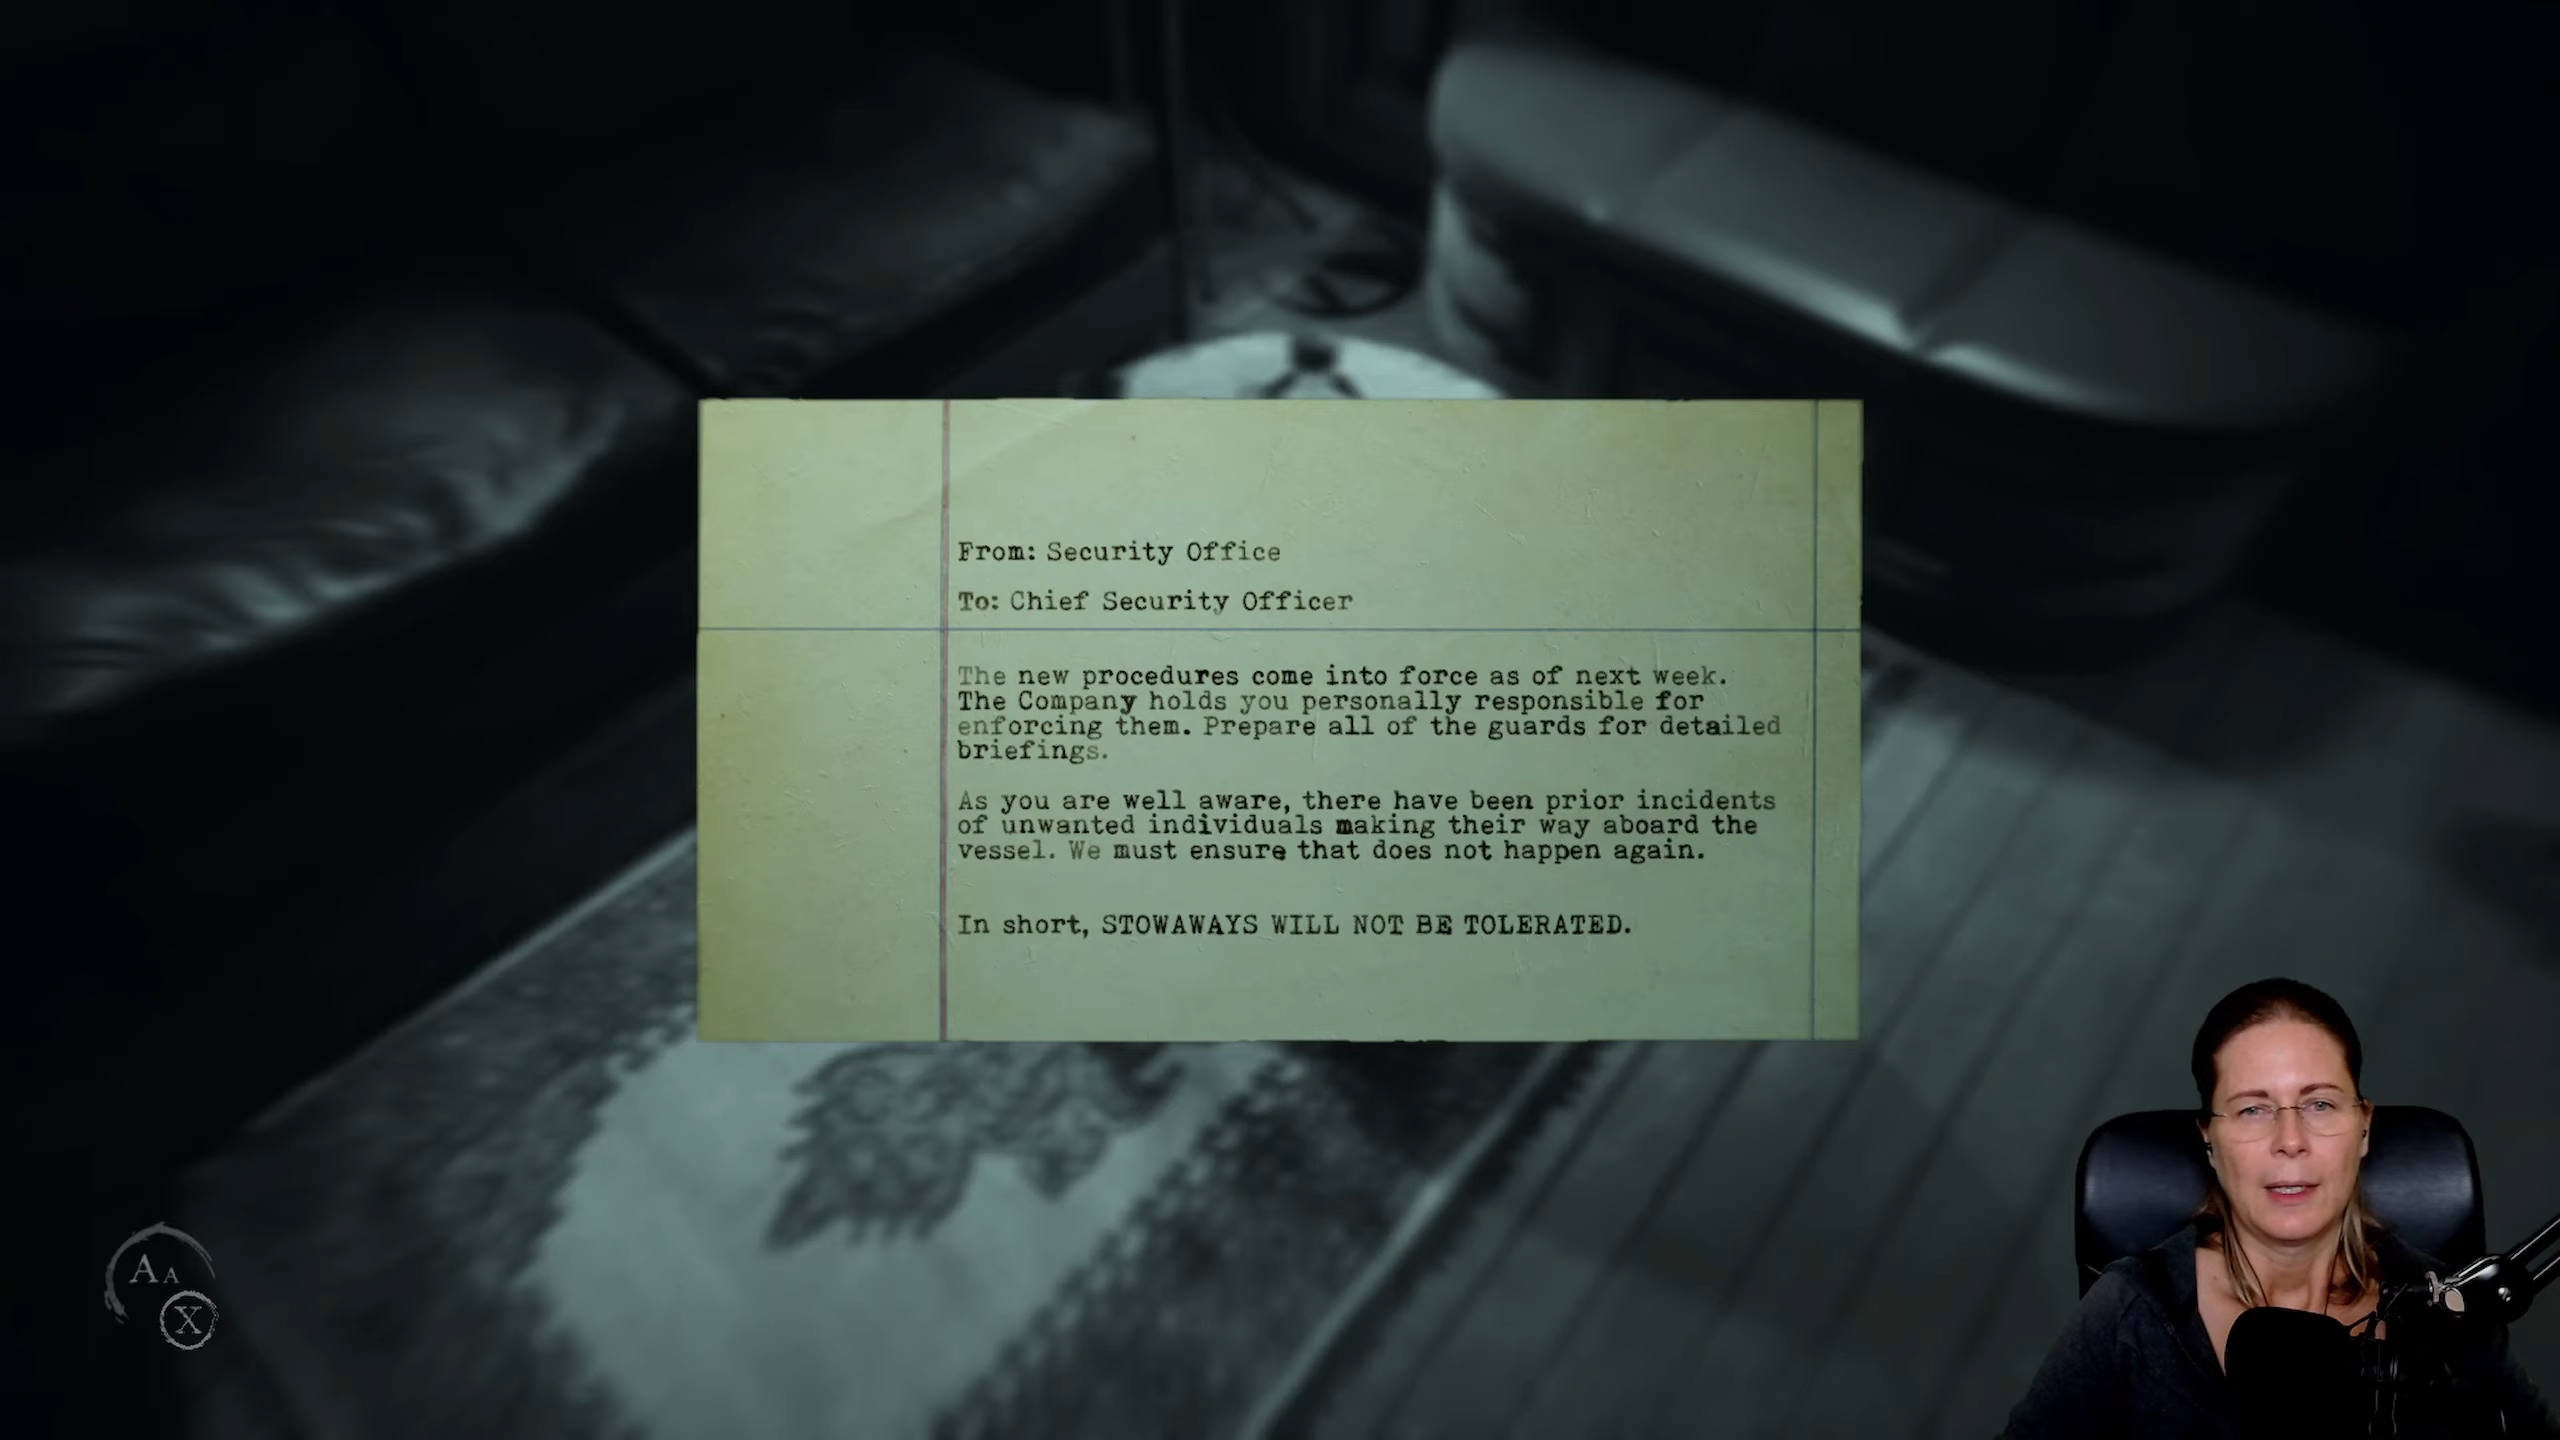 From: Security Office
To: Chief Security Officer
The new procedures come into force as of next week.
The Company holds you personally responsible for
enforcing them. Prepare all of the guards for detailed
briefings.
As you are well aware, there have been prior incidents
of unwanted individuals making their way aboard the
vessel. We must ensure that does not happen again.
In short, STOWAWAYS WILL NOT BE TOLERATED.
AA
X